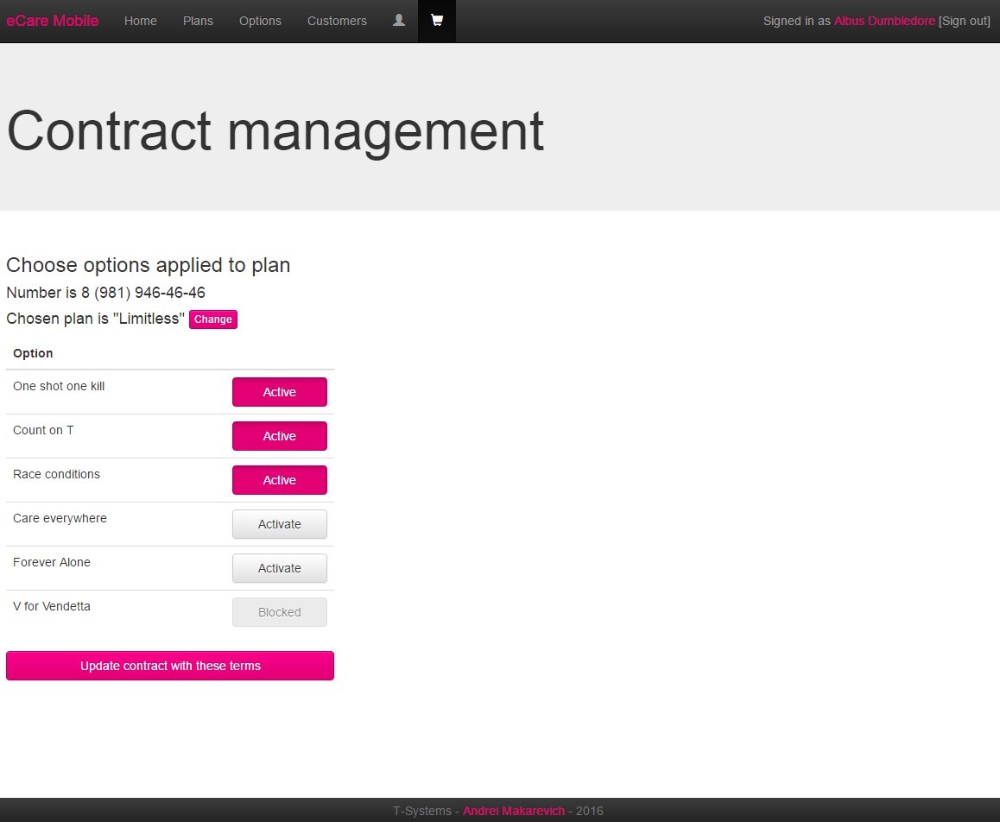 eCare Mobile Home Plans Options Customers Signed in as Albus Dumbledore [Sign out]
Contract management
Choose options applied to plan
Number is 8 (981) 946-46-46
Chosen plan is "Limitless" Change
Option
One shot one kill Active
Count on T Active
Race conditions Active
Care everywhere Activate
Forever Alone Activate
V for Vendetta Blocked
Update contract with these terms
T-Systems - Andrei Makarevich - 2016